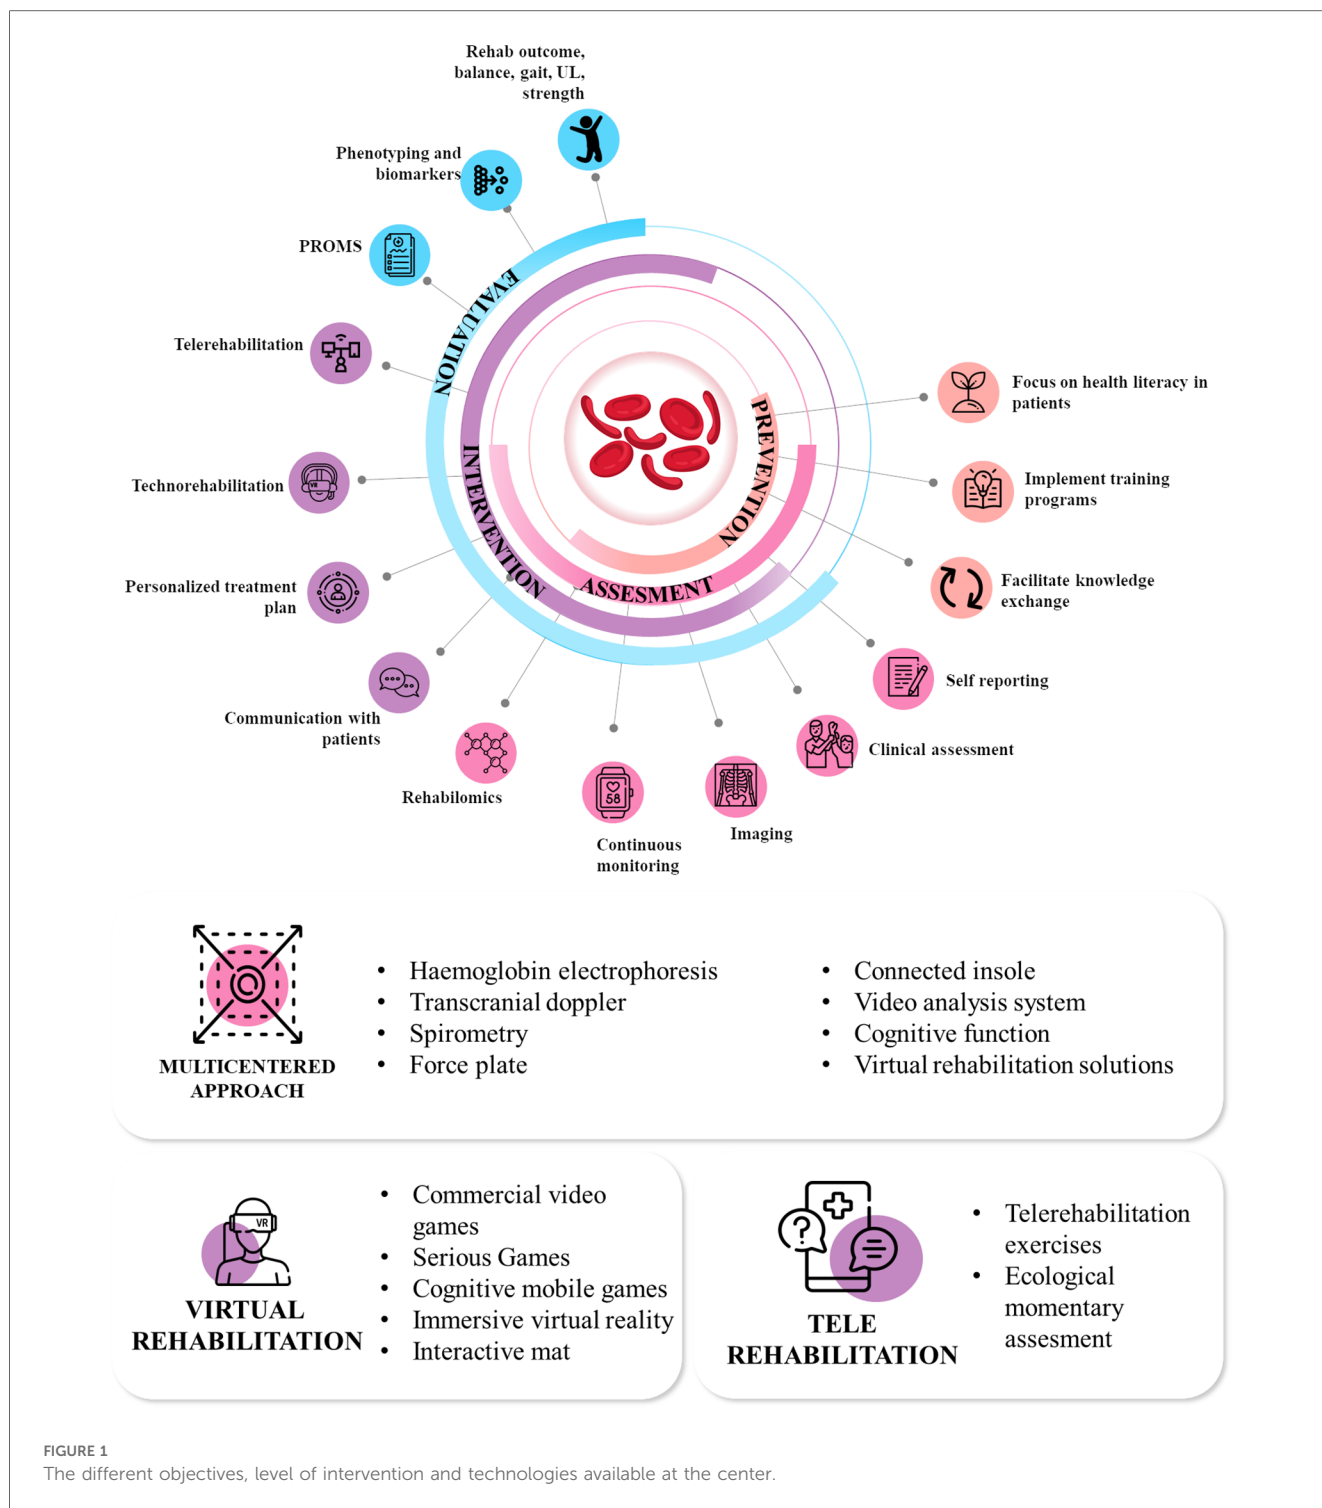 Rehab outcome,
balance, gait, UL,
strength
Phenotyping and
biomarkers
PROMS
Telerehabilitation
Technorehabilitation
Personalized treatment
plan
Communication with
patients
Rehabilomics
58
Continuous
monitoring
Imaging
Clinical assessment
Self reporting
Facilitate knowledge
exchange
Implement training
programs
Focus on health literacy in
patients
VR
EVALUATION
INTERVENTION
ASSESMENT
PREVENTION
MULTICENTERED
APPROACH
• Haemoglobin electrophoresis
• Transcranial doppler
• Spirometry
• Force plate
• Connected insole
• Video analysis system
• Cognitive function
• Virtual rehabilitation solutions
VR
VIRTUAL
REHABILITATION
• Commercial video
games
• Serious Games
• Cognitive mobile games
• Immersive virtual reality
• Interactive mat
?
TELE
REHABILITATION
• Telerehabilitation
exercises
• Ecological
momentary
assesment
FIGURE 1
The different objectives, level of intervention and technologies available at the center.